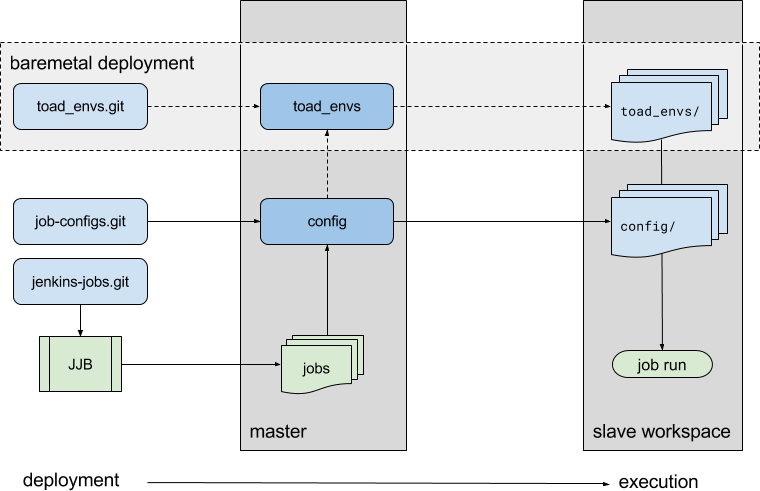 baremetal deployment
toad_envs.git
toad_envs
toad_envs/
job-configs.git
config
config/
jenkins-jobs.git
JJB
jobs
job run
master
slave workspace
deployment
execution